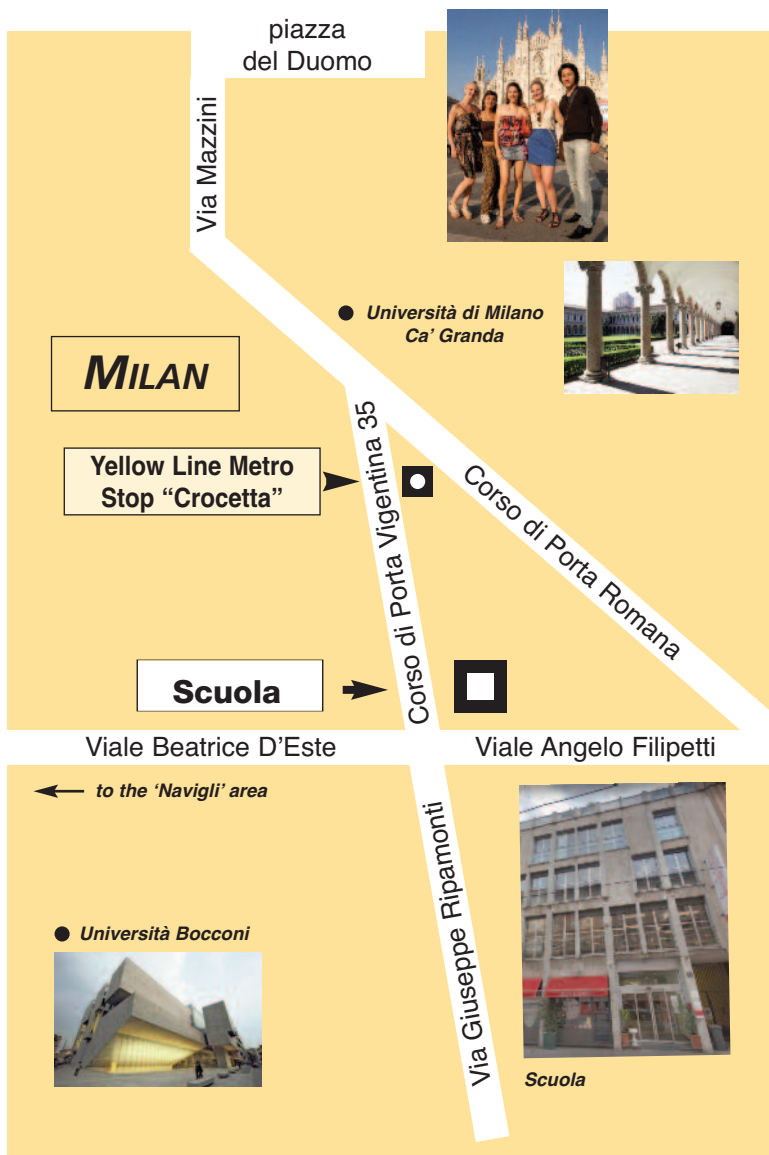 piazza
del Duomo
Via Mazzini
Università di Milano
Ca' Granda
MILAN
Yellow Line Metro
Stop “Crocetta”
Corso di Porta Vigentina 35
Corso di Porta Romana
Scuola
Viale Beatrice D'Este
Viale Angelo Filipetti
to the ‘Navigli’ area
Via Giuseppe Ripamonti
Università Bocconi
Scuola